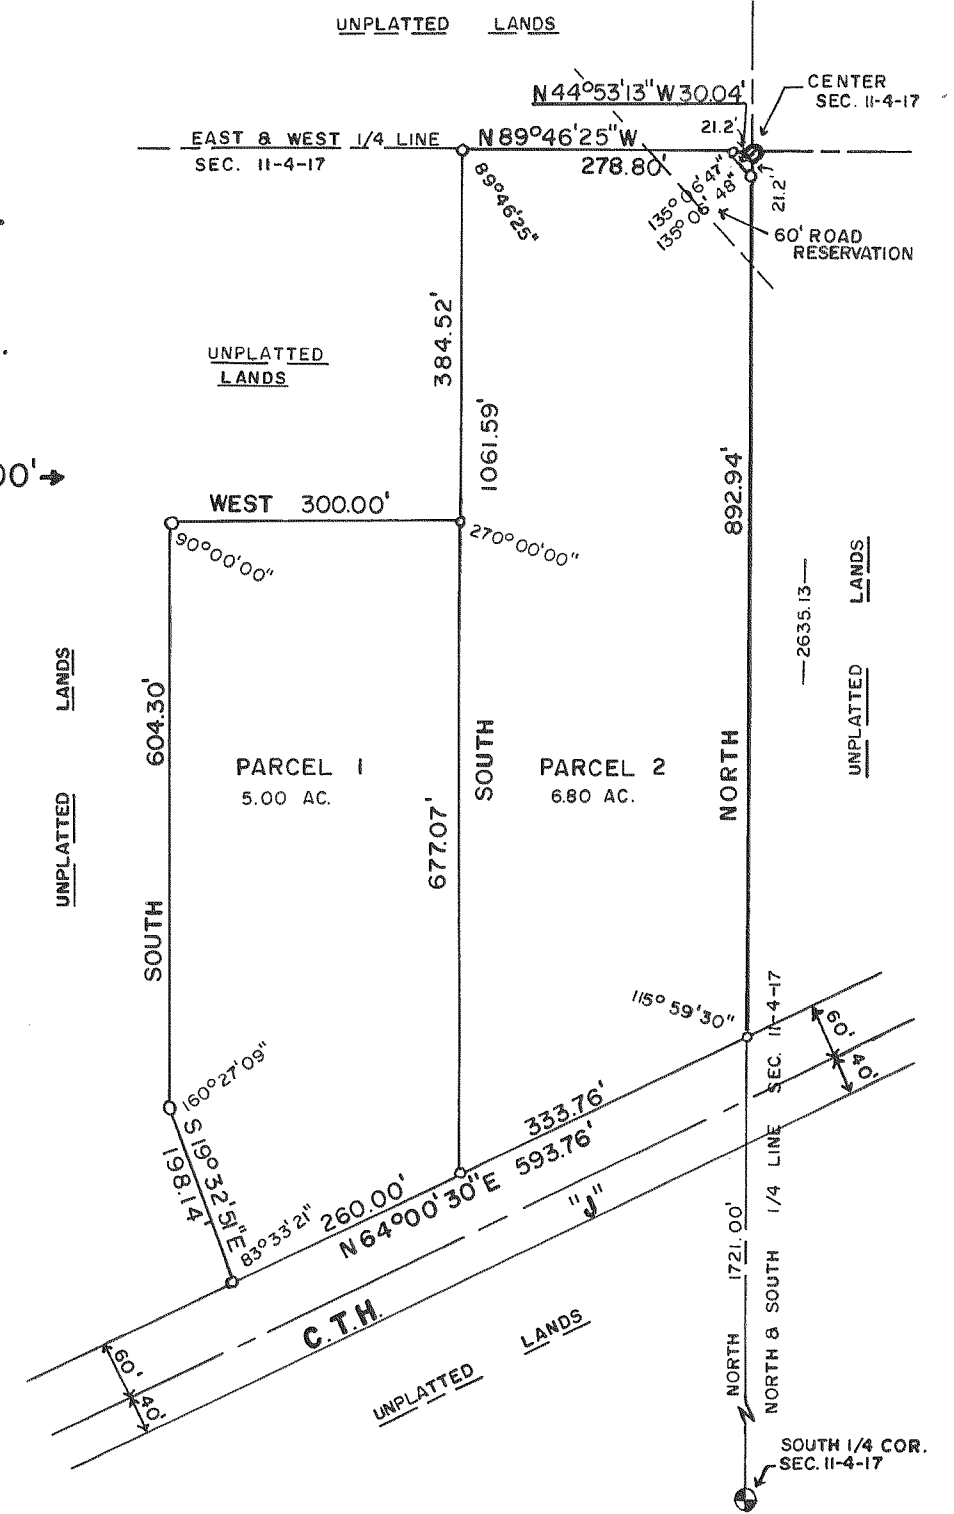 UNPLATTED LANDS
N 44°53'13" W 30.04'
CENTER
SEC. 11-4-17
21.2'
EAST & WEST 1/4 LINE
SEC. 11-4-17
N 89°46'25" W
278.80'
21.2'
135° 06' 47"
135° 06' 48"
89°46'25"
60' ROAD
RESERVATION
384.52'
UNPLATTED
LANDS
1061.59'
892.94'
00'
WEST 300.00'
90°00'00"
270°00'00"
2635.13
UNPLATTED LANDS
UNPLATTED LANDS
604.30'
SOUTH
NORTH
PARCEL 1
5.00 AC.
PARCEL 2
6.80 AC.
677.07'
SOUTH
115° 59' 30"
60'
40'
160°27'09"
S 19° 32' 51" E
198.14'
83°33'21"
260.00'
333.76'
N 64°00'30" E 593.76'
"J"
C.T.H.
60'
40'
UNPLATTED LANDS
NORTH 1721.00'
NORTH & SOUTH 1/4 LINE SEC. 11-4-17
SOUTH 1/4 COR.
SEC. 11-4-17